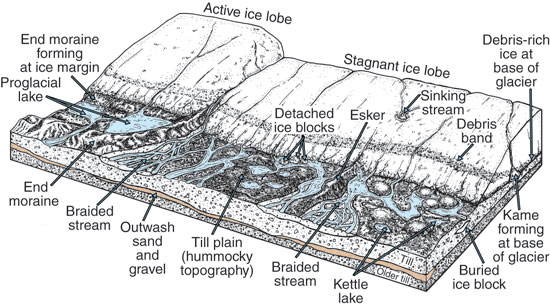 Active ice lobe
End moraine
forming
at ice margin
Proglacial
lake
Stagnant ice lobe
Debris-rich
ice at
base of
glacier
Sinking
stream
Detached
ice blocks
Esker
Debris
band
End
moraine
Braided
stream
Outwash
sand
and
gravel
Till plain
(hummocky
topography)
Braided
stream
Kettle
lake
Till
Older till
Buried
ice block
Kame
forming
at base
of glacier